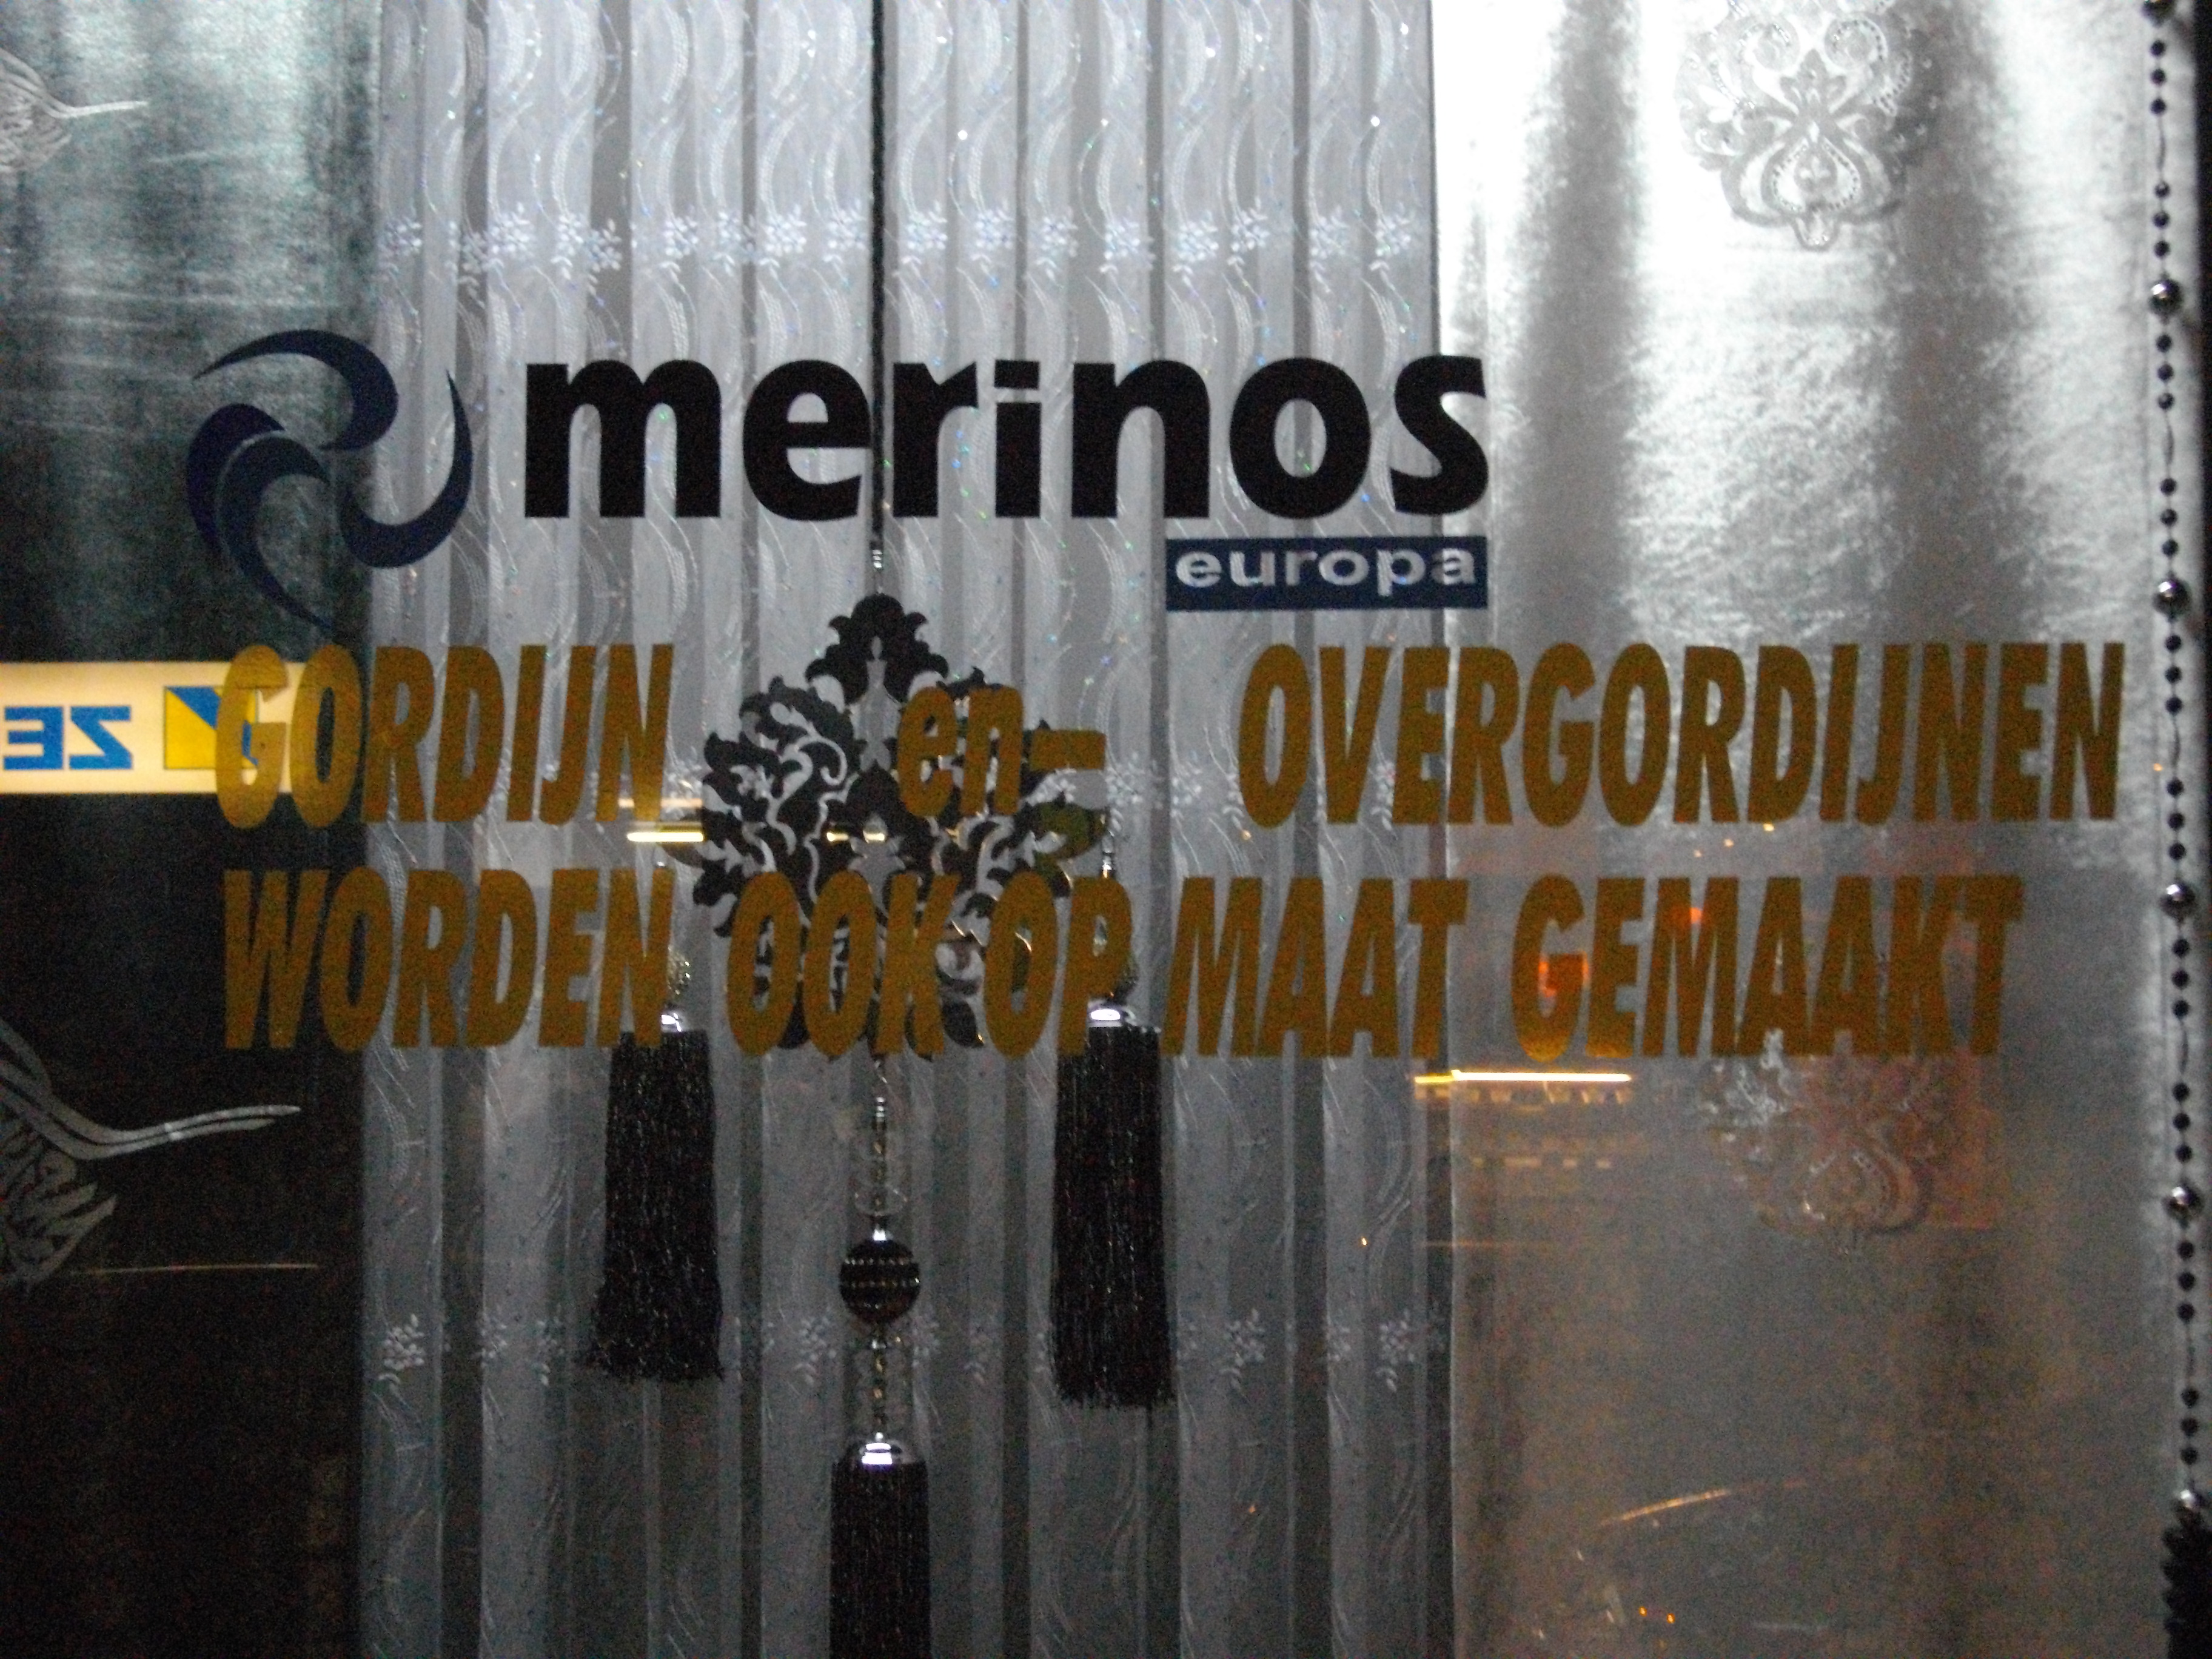 merinos
europa
GORDIJN en- OVERGORDIJNEN
WORDEN OOK OP MAAT GEMAAKT